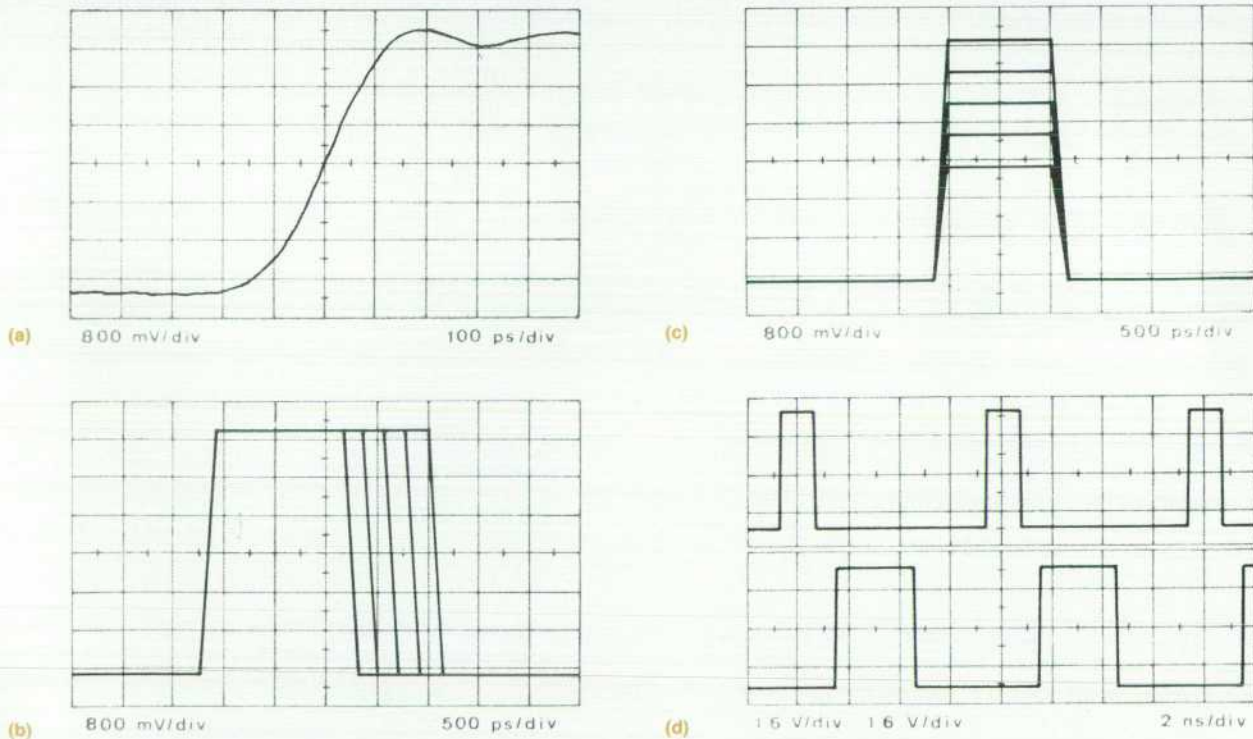 (a) 800 mV/div 100 ps/div
(c) 800 mV/div 500 ps/div
(b) 800 mV/div 500 ps/div
(d) 1.6 V/div 1.6 V/div 2 ns/div